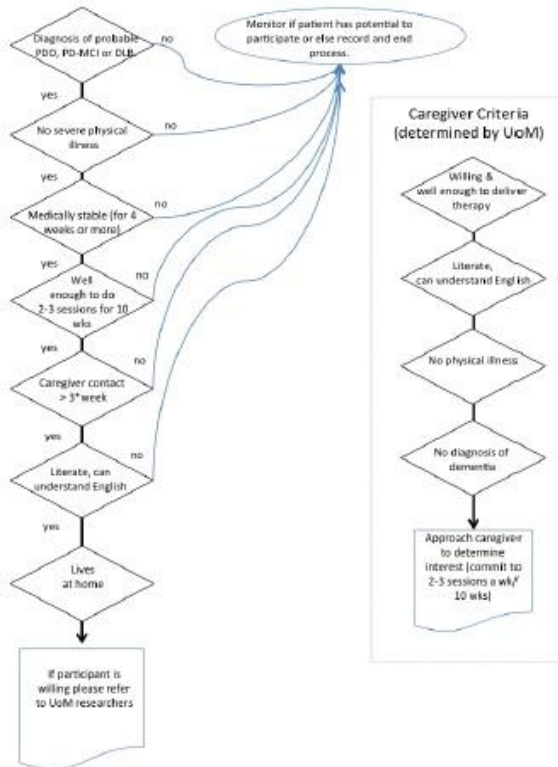 Diagnosis of probable
PDD, PD-MCI or DLB.
no
Monitor if patient has potential to
participate or else record and end
process.
yes
No severe physical
illness
no
yes
Medically stable (for 4
weeks or more)
no
yes
Well
enough to do
2-3 sessions for 10
wks
no
yes
Caregiver contact
> 3* week
no
yes
Literate, can
understand English
no
yes
Lives
at home
If participant is
willing please refer
to UoM researchers
Caregiver Criteria
(determined by UoM)
Willing &
well enough to deliver
therapy
Literate,
can understand English
No physical illness
No diagnosis of
dementia
Approach caregiver
to determine
interest (commit to
2-3 sessions a wk/
10 wks)